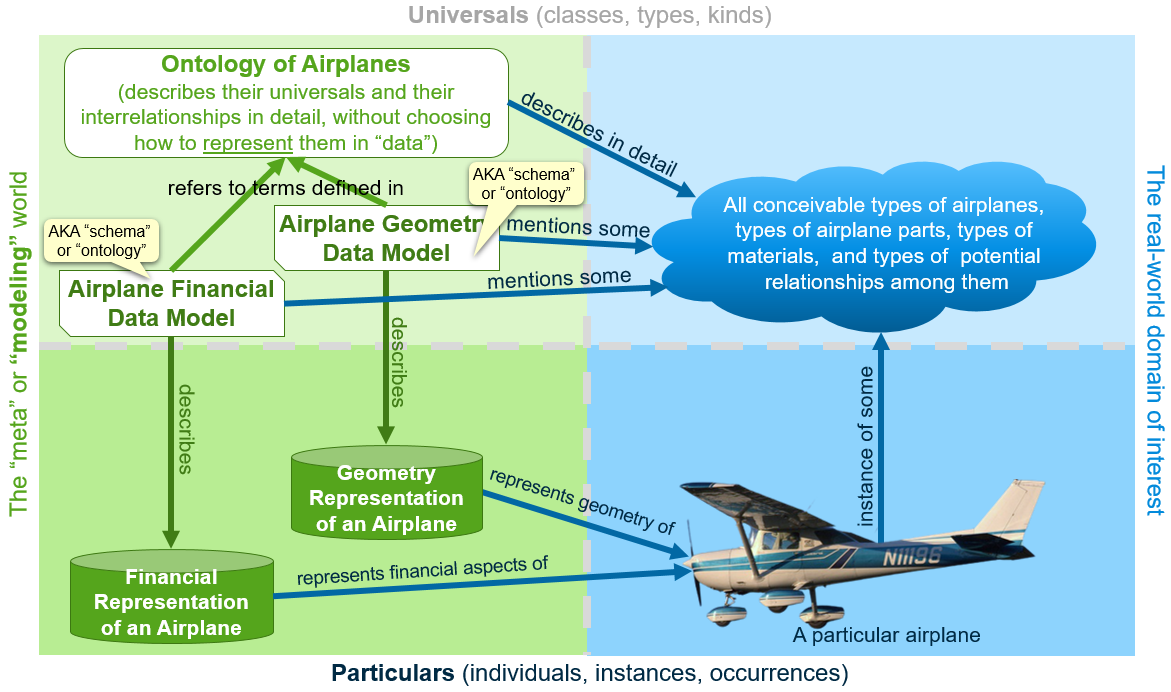 Universals (classes, types, kinds)
The “meta” or “modeling” world
Ontology of Airplanes
(describes their universals and their
interrelationships in detail, without choosing
how to represent them in “data”)
describes in detail
refers to terms defined in
AKA “schema”
or “ontology”
AKA “schema”
or “ontology”
Airplane Geometry
Data Model
mentions some
Airplane Financial
Data Model
mentions some
All conceivable types of airplanes,
types of airplane parts, types of
materials, and types of potential
relationships among them
The real-world domain of interest
describes
describes
instance of some
Geometry
Representation
of an Airplane
represents geometry of
Financial
Representation
of an Airplane
represents financial aspects of
N11196
A particular airplane
Particulars (individuals, instances, occurrences)